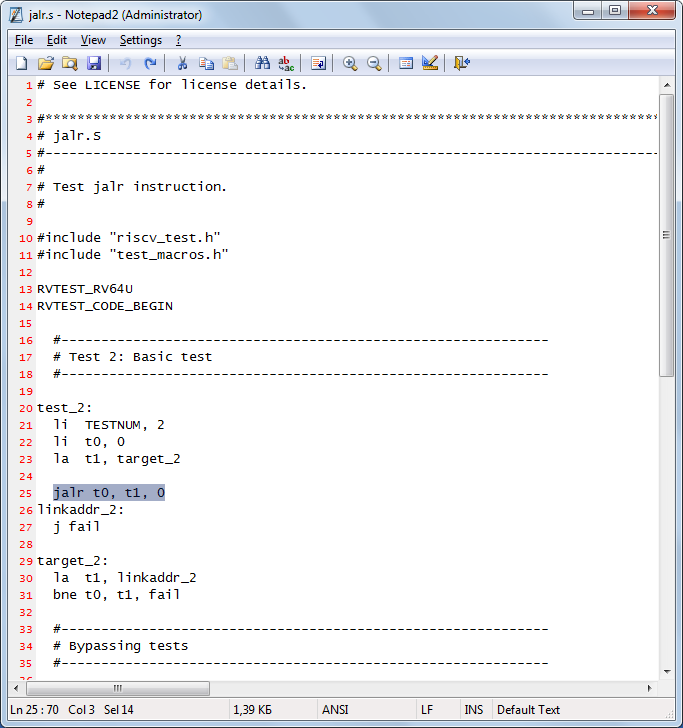 jalr.s - Notepad2 (Administrator)
File Edit View Settings ?
1 # See LICENSE for license details.
2
3 #*****************************************************************************
4 # jalr.S
5 #-----------------------------------------------------------------------------
6 #
7 # Test jalr instruction.
8 #
9
10 #include "riscv_test.h"
11 #include "test_macros.h"
12
13 RVTEST_RV64U
14 RVTEST_CODE_BEGIN
15
16 #-------------------------------------------------------------
17 # Test 2: Basic test
18 #-------------------------------------------------------------
19
20 test_2:
21 li  TESTNUM, 2
22 li  t0, 0
23 la  t1, target_2
24
25 jalr t0, t1, 0
26 linkaddr_2:
27 j fail
28
29 target_2:
30 la  t1, linkaddr_2
31 bne t0, t1, fail
32
33 #-------------------------------------------------------------
34 # Bypassing tests
35 #-------------------------------------------------------------
Ln 25 : 70 Col 3 Sel 14 1,39 КБ ANSI LF INS Default Text